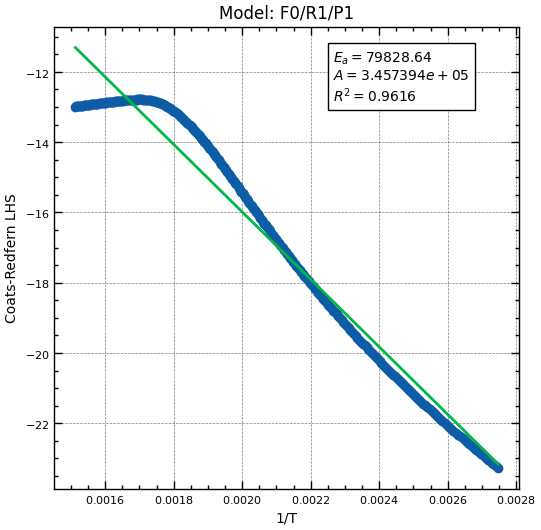 Model: F0/R1/P1
E_a = 79828.64
A = 3.457394e + 05
R² = 0.9616
−12
−14
−16
−18
−20
−22
Coats-Redfern LHS
0.0016 0.0018 0.0020 0.0022 0.0024 0.0026 0.0028
1/T